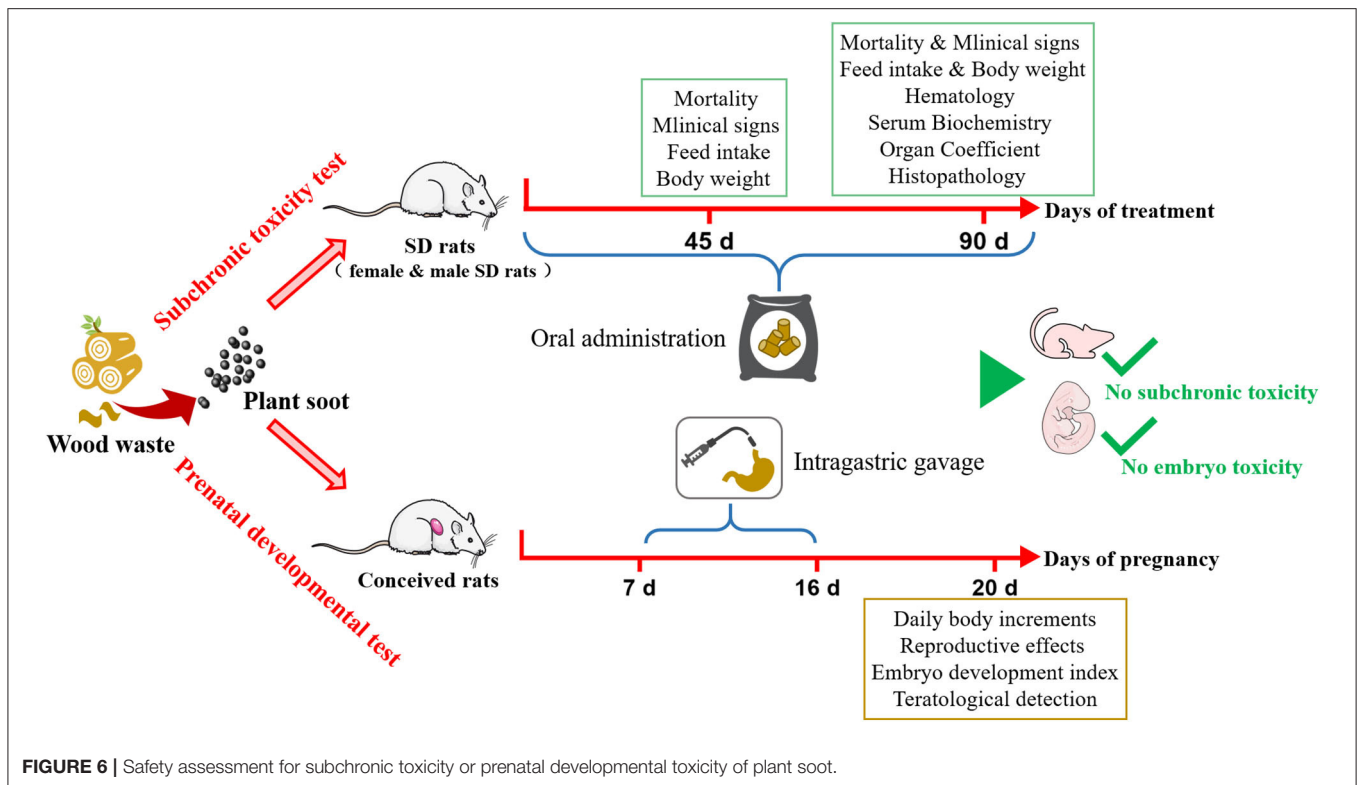 Subchronic toxicity test
Mortality
Mlinical signs
Feed intake
Body weight
Mortality & Mlinical signs
Feed intake & Body weight
Hematology
Serum Biochemistry
Organ Coefficient
Histopathology
SD rats
( female & male SD rats )
45 d
90 d
Days of treatment
Oral administration
Wood waste
Plant soot
No subchronic toxicity
No embryo toxicity
Intragastric gavage
Prenatal developmental test
Conceived rats
7 d
16 d
20 d
Days of pregnancy
Daily body increments
Reproductive effects
Embryo development index
Teratological detection
FIGURE 6 | Safety assessment for subchronic toxicity or prenatal developmental toxicity of plant soot.